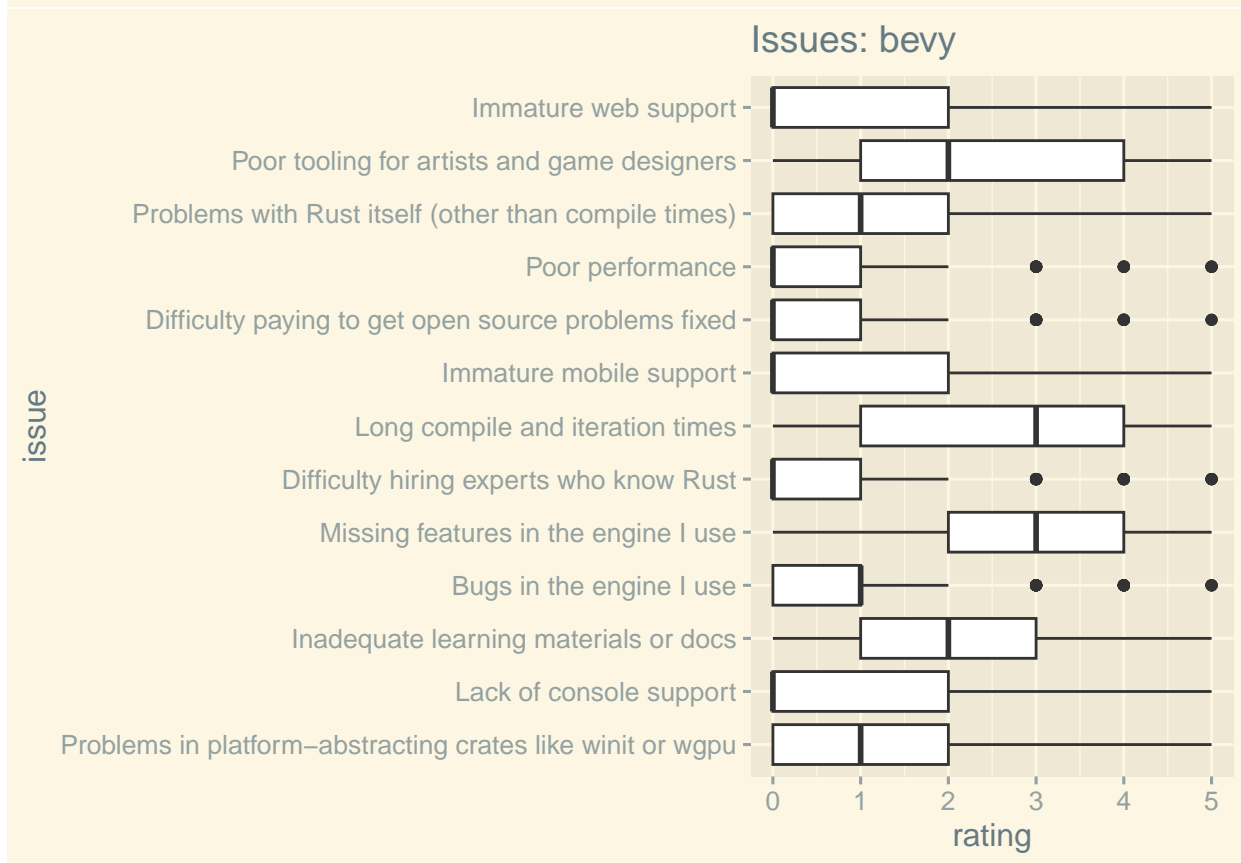 Issues: bevy
Immature web support
Poor tooling for artists and game designers
Problems with Rust itself (other than compile times)
Poor performance
Difficulty paying to get open source problems fixed
Immature mobile support
Long compile and iteration times
Difficulty hiring experts who know Rust
Missing features in the engine I use
Bugs in the engine I use
Inadequate learning materials or docs
Lack of console support
Problems in platform−abstracting crates like winit or wgpu
issue
0 1 2 3 4 5
rating